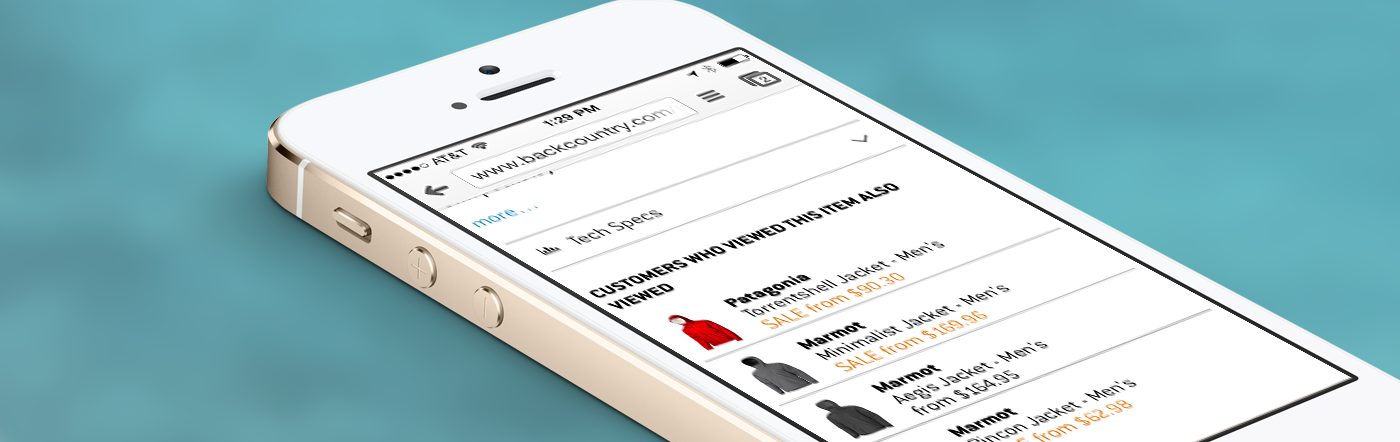 AT&T 1:29 PM
www.backcountry.com/
2
more...
Tech Specs
CUSTOMERS WHO VIEWED THIS ITEM ALSO
VIEWED
Patagonia
Torrentshell Jacket - Men's
SALE from $90.30
Marmot
Minimalist Jacket - Men's
SALE from $169.96
Marmot
Aegis Jacket - Men's
from $164.95
Marmot
Rincon Jacket - Men's
from $62.98